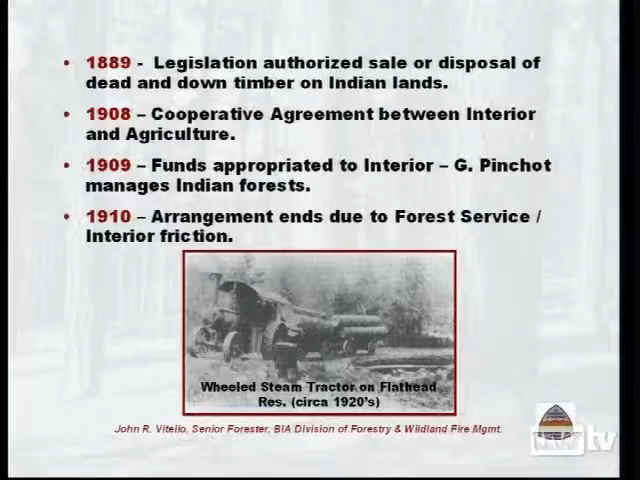 • 1889 - Legislation authorized sale or disposal of
dead and down timber on Indian lands.
• 1908 – Cooperative Agreement between Interior
and Agriculture.
• 1909 – Funds appropriated to Interior – G. Pinchot
manages Indian forests.
• 1910 – Arrangement ends due to Forest Service /
Interior friction.
Wheeled Steam Tractor on Flathead
Res. (circa 1920's)
John R. Vitello, Senior Forester, BIA Division of Forestry & Wildland Fire Mgmt.
tv